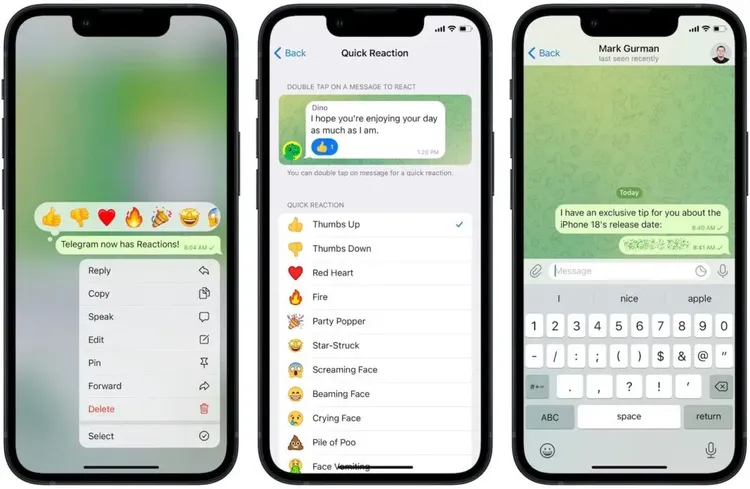 Telegram now has Reactions! 8:04 AM
Reply
Copy
Speak
Edit
Pin
Forward
Delete
Select
Back
Quick Reaction
DOUBLE TAP ON A MESSAGE TO REACT
Dino
I hope you're enjoying your day
as much as I am.
1
1:20 PM
You can double tap on message for a quick reaction.
QUICK REACTION
Thumbs Up
Thumbs Down
Red Heart
Fire
Party Popper
Star-Struck
Screaming Face
Beaming Face
Crying Face
Pile of Poo
Face Vomiting
Back
Mark Gurman
last seen recently
Today
I have an exclusive tip for you about the
iPhone 18's release date:
8:40 AM
8:41 AM
Message
I nice apple
1 2 3 4 5 6 7 8 9 0
- / : ; ( ) $ & @ "
#+= . , ? ! '
ABC space return